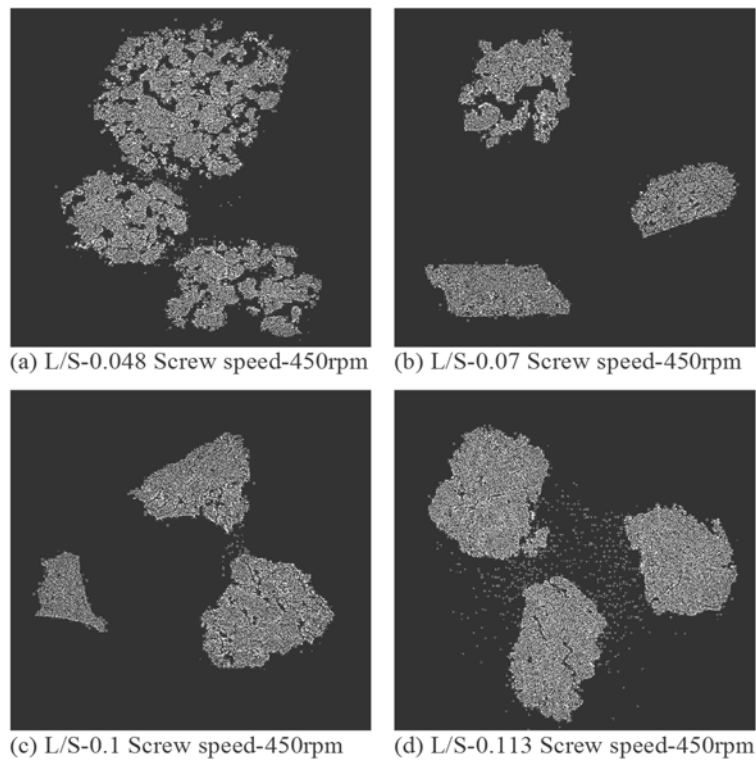 (a) L/S-0.048 Screw speed-450rpm
(b) L/S-0.07 Screw speed-450rpm
(c) L/S-0.1 Screw speed-450rpm
(d) L/S-0.113 Screw speed-450rpm